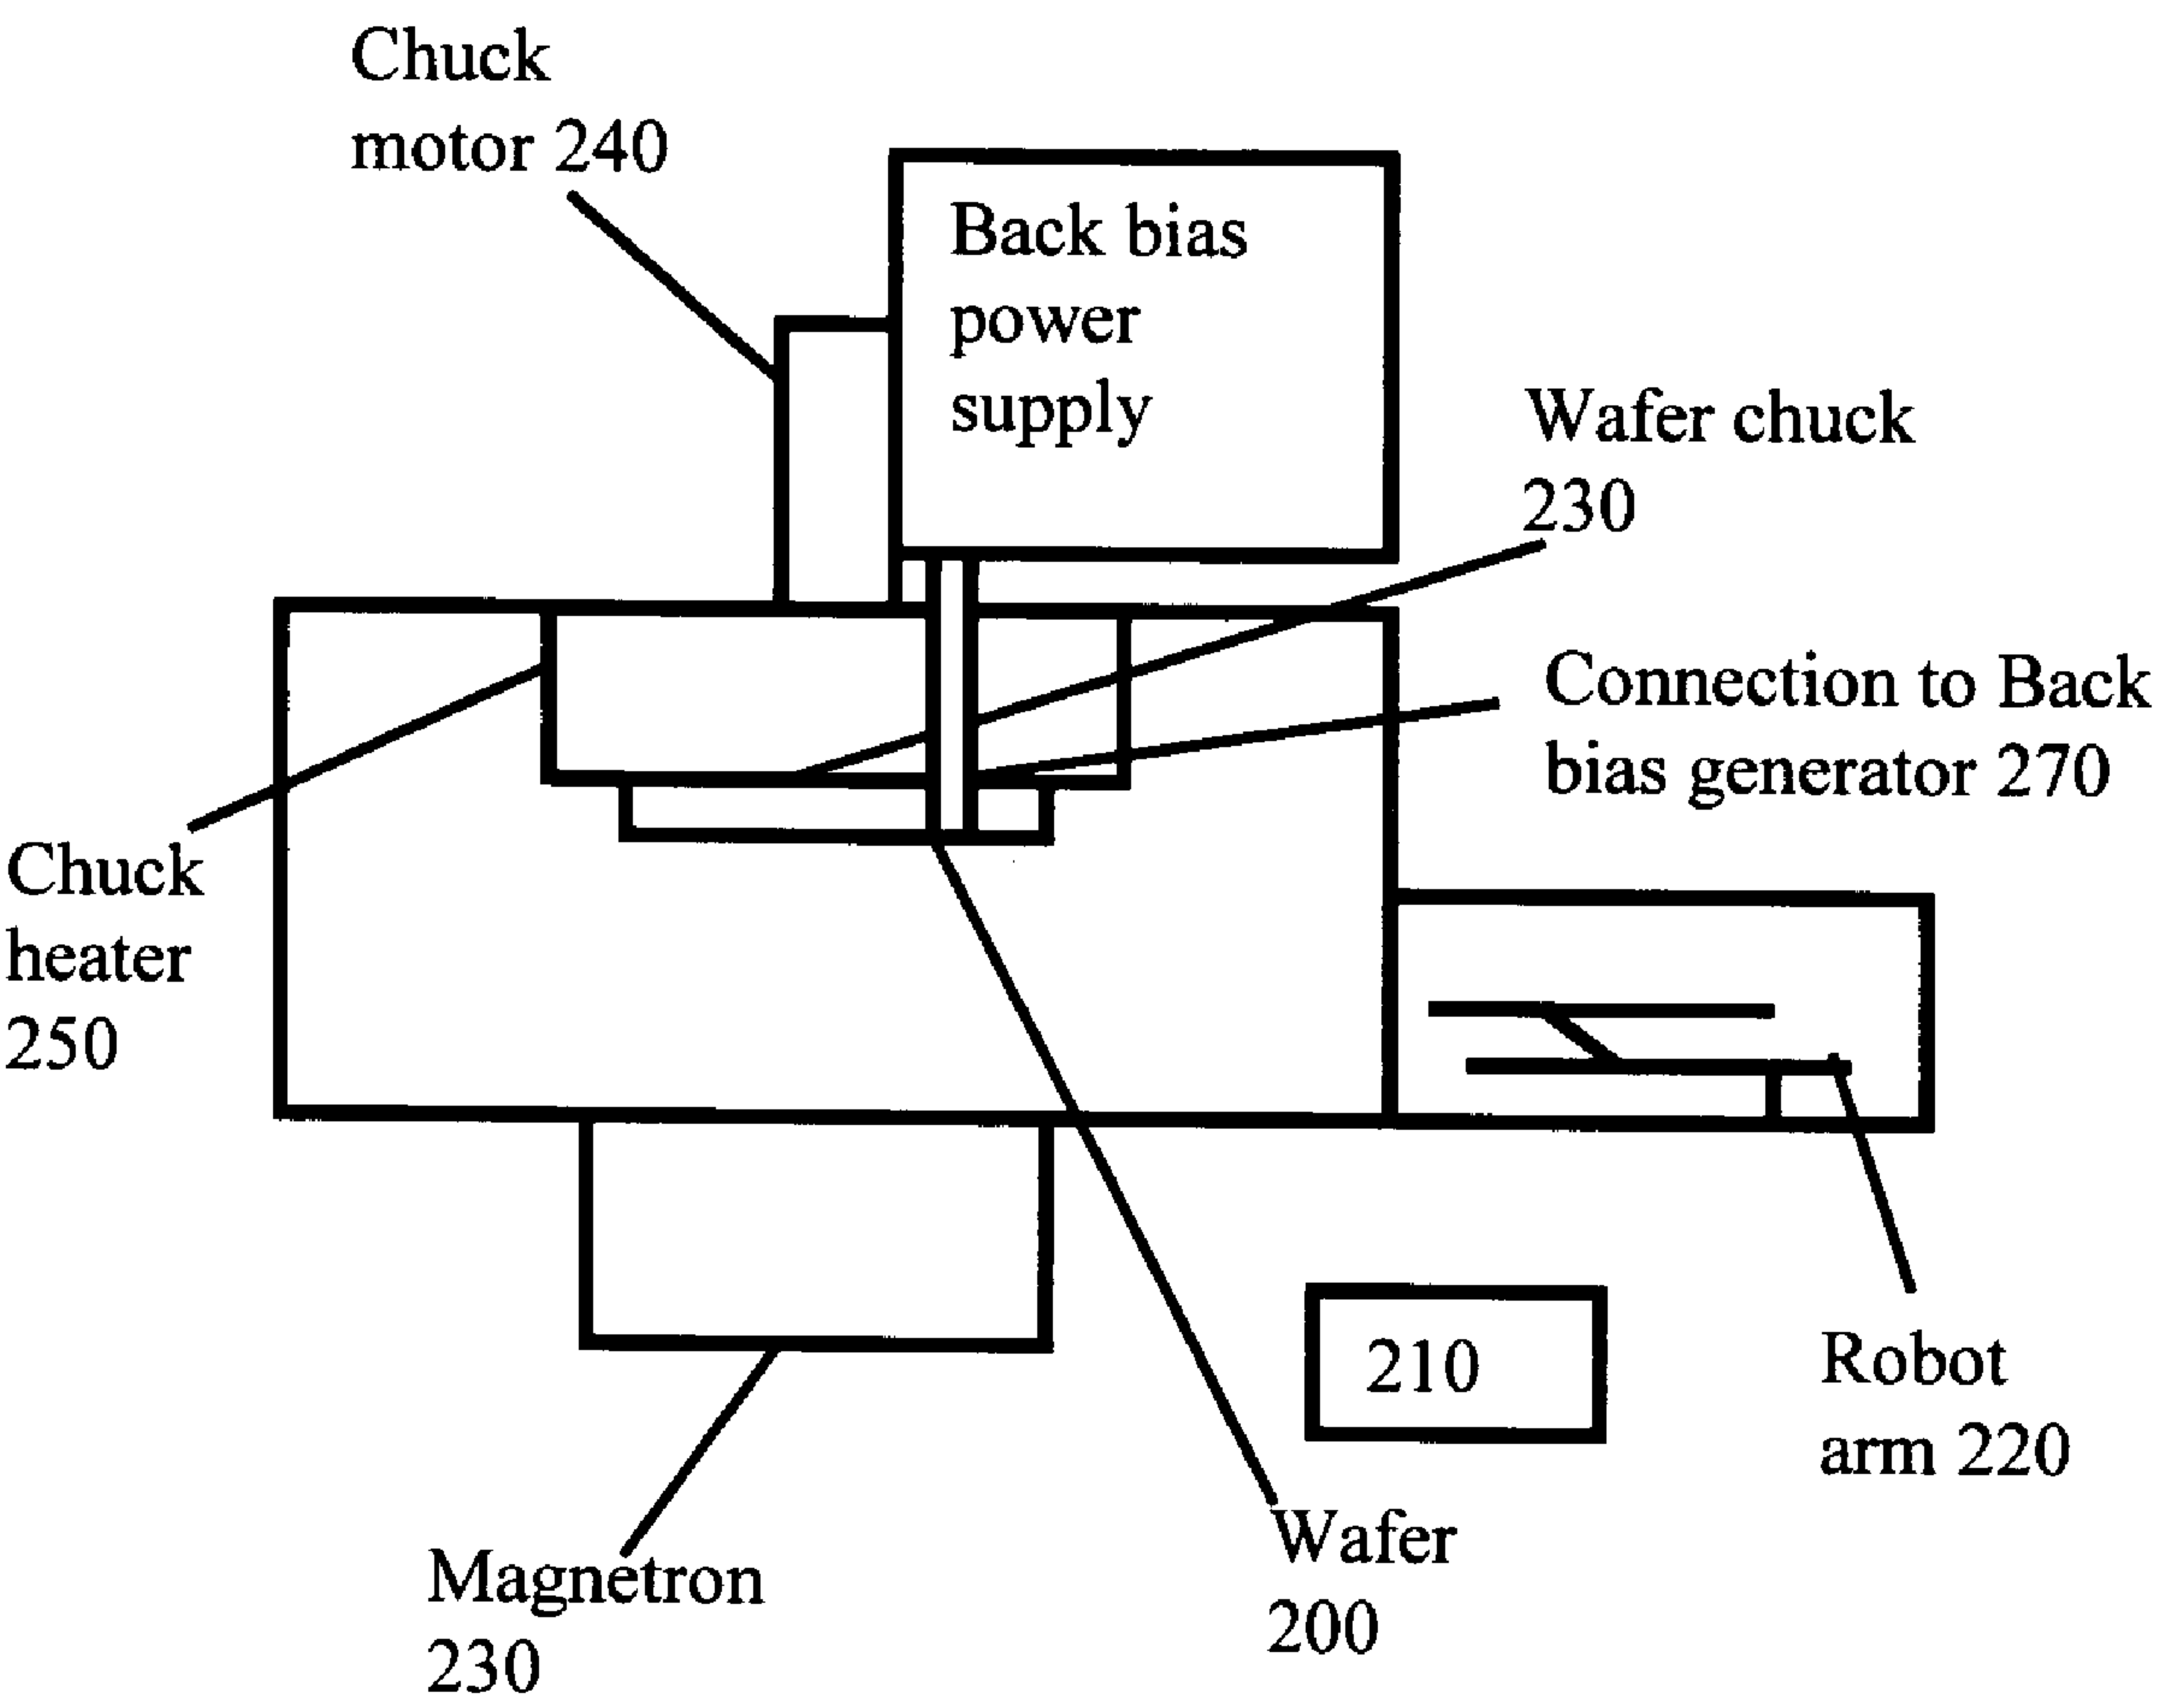 Chuck
motor 240
Back bias
power
supply
Wafer chuck
230
Connection to Back
bias generator 270
Chuck
heater
250
210
Robot
arm 220
Wafer
200
Magnetron
230